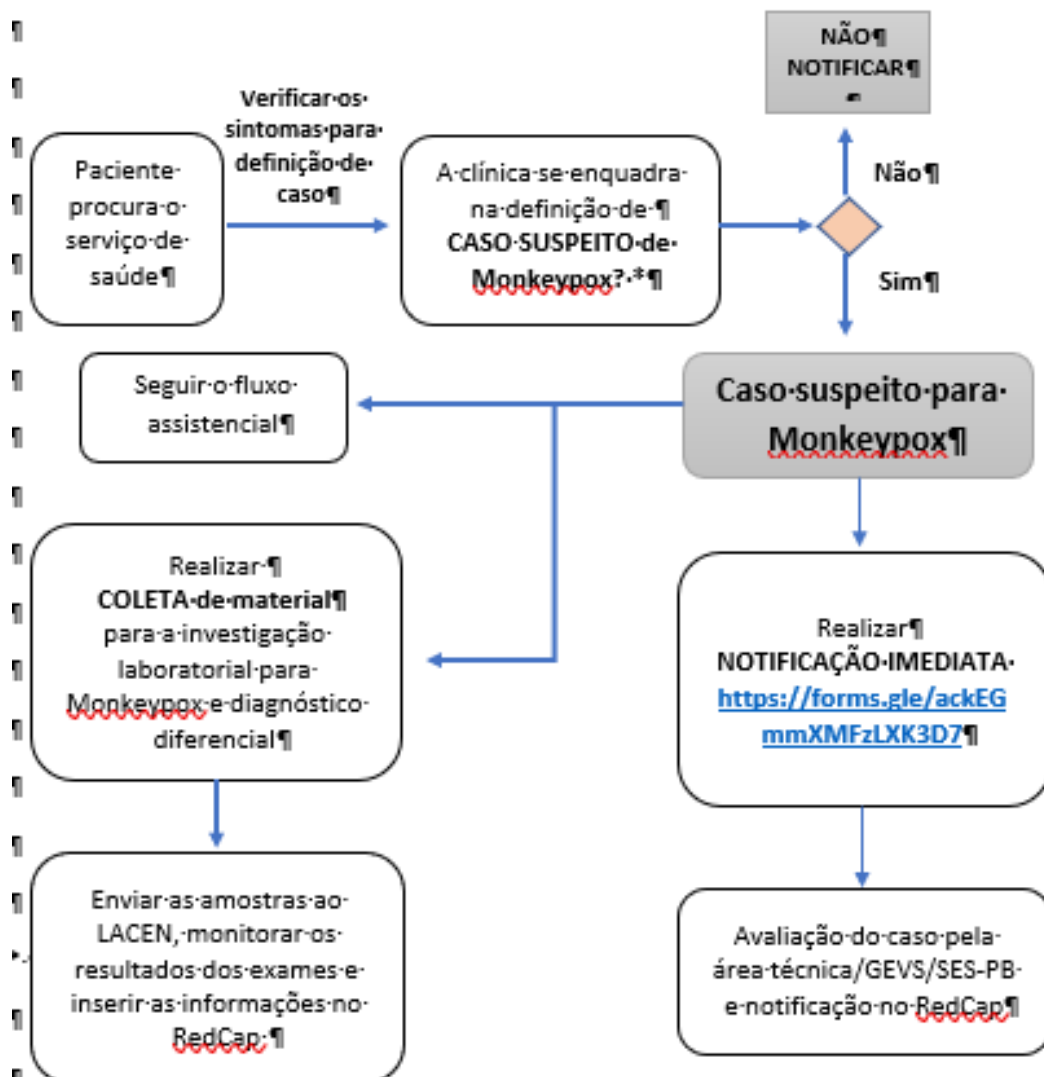 NÃO¶
NOTIFICAR¶
Verificar·os·
sintomas·para·
definição·de·
caso¶
Paciente·
procura·o·
serviço·de·
saúde¶
A·clínica·se·enquadra·
na·definição·de·¶
CASO·SUSPEITO·de·
Monkeypox?·*¶
Não¶
Sim¶
Seguir·o·fluxo·
assistencial¶
Caso·suspeito·para·
Monkeypox¶
Realizar·¶
COLETA·de·material¶
para·a·investigação·
laboratorial·para·
Monkeypox·e·diagnóstico·
diferencial¶
Realizar¶
NOTIFICAÇÃO·IMEDIATA·
https://forms.gle/ackEG
mmXMFzLXK3D7¶
Enviar·as·amostras·ao·
LACEN,·monitorar·os·
resultados·dos·exames·e·
inserir·as·informações·no·
RedCap.·¶
Avaliação·do·caso·pela·
área·técnica/GEVS/SES-PB·
e·notificação·no·RedCap¶